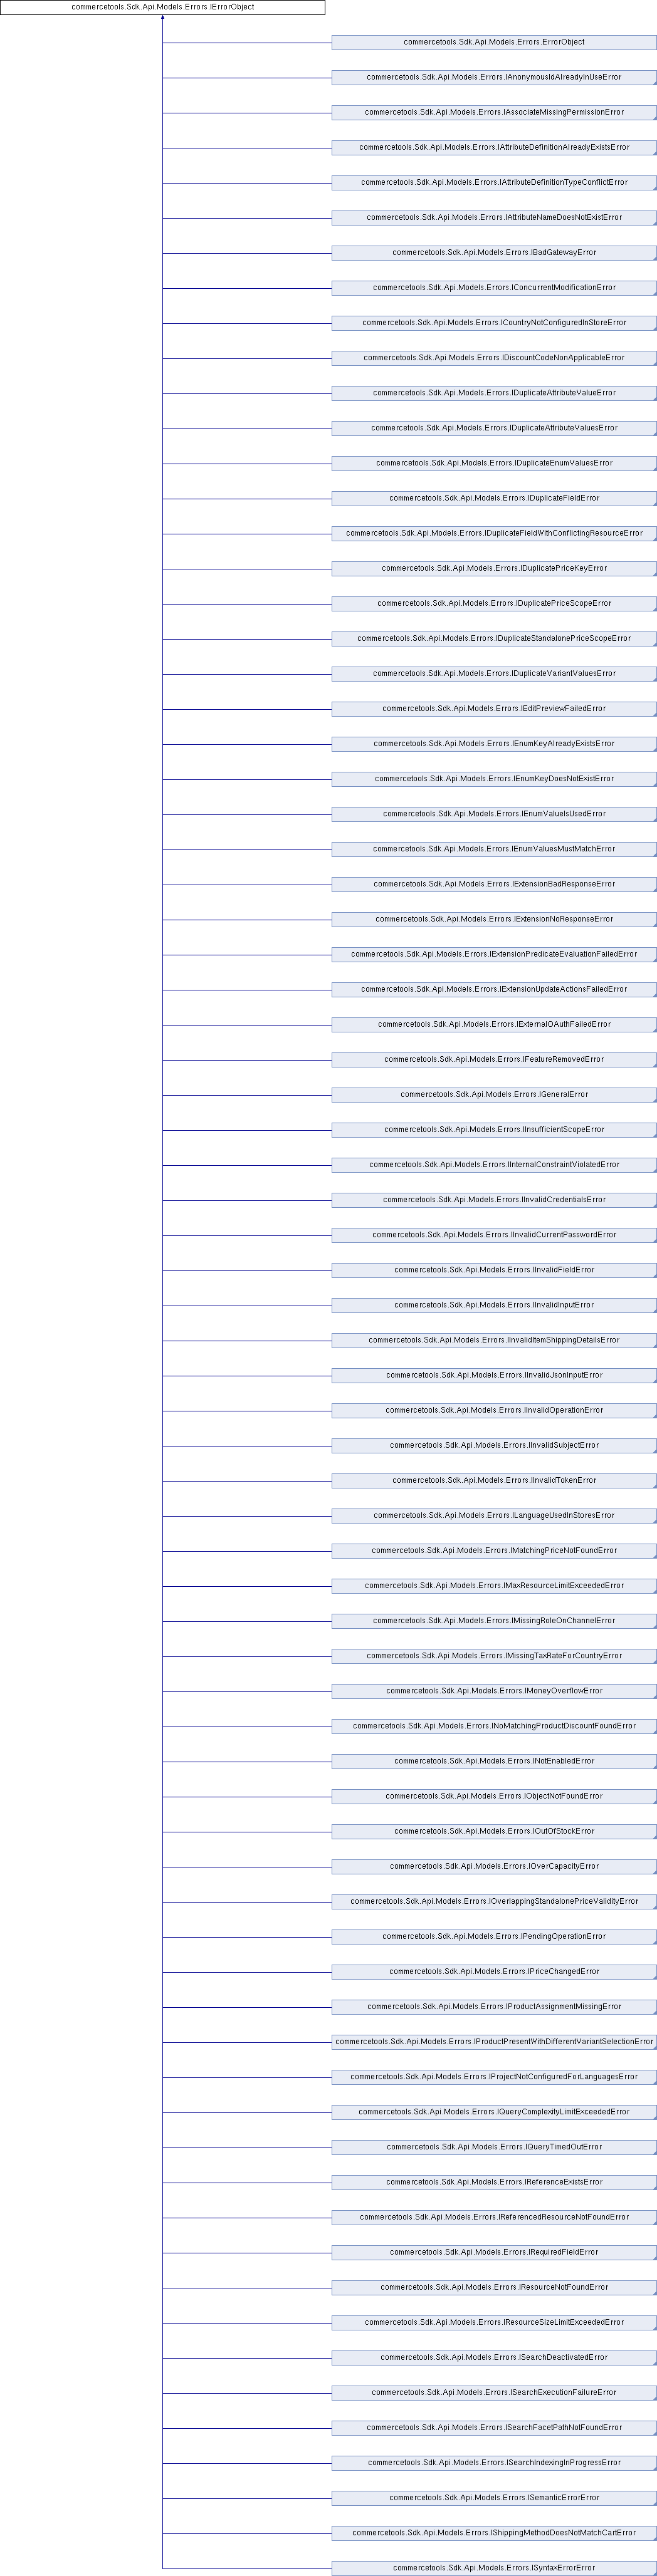 commercetools.Sdk.Api.Models.Errors.IErrorObject
commercetools.Sdk.Api.Models.Errors.ErrorObject
commercetools.Sdk.Api.Models.Errors.IAnonymousIdAlreadyInUseError
commercetools.Sdk.Api.Models.Errors.IAssociateMissingPermissionError
commercetools.Sdk.Api.Models.Errors.IAttributeDefinitionAlreadyExistsError
commercetools.Sdk.Api.Models.Errors.IAttributeDefinitionTypeConflictError
commercetools.Sdk.Api.Models.Errors.IAttributeNameDoesNotExistError
commercetools.Sdk.Api.Models.Errors.IBadGatewayError
commercetools.Sdk.Api.Models.Errors.IConcurrentModificationError
commercetools.Sdk.Api.Models.Errors.ICountryNotConfiguredInStoreError
commercetools.Sdk.Api.Models.Errors.IDiscountCodeNonApplicableError
commercetools.Sdk.Api.Models.Errors.IDuplicateAttributeValueError
commercetools.Sdk.Api.Models.Errors.IDuplicateAttributeValuesError
commercetools.Sdk.Api.Models.Errors.IDuplicateEnumValuesError
commercetools.Sdk.Api.Models.Errors.IDuplicateFieldError
commercetools.Sdk.Api.Models.Errors.IDuplicateFieldWithConflictingResourceError
commercetools.Sdk.Api.Models.Errors.IDuplicatePriceKeyError
commercetools.Sdk.Api.Models.Errors.IDuplicatePriceScopeError
commercetools.Sdk.Api.Models.Errors.IDuplicateStandalonePriceScopeError
commercetools.Sdk.Api.Models.Errors.IDuplicateVariantValuesError
commercetools.Sdk.Api.Models.Errors.IEditPreviewFailedError
commercetools.Sdk.Api.Models.Errors.IEnumKeyAlreadyExistsError
commercetools.Sdk.Api.Models.Errors.IEnumKeyDoesNotExistError
commercetools.Sdk.Api.Models.Errors.IEnumValueIsUsedError
commercetools.Sdk.Api.Models.Errors.IEnumValuesMustMatchError
commercetools.Sdk.Api.Models.Errors.IExtensionBadResponseError
commercetools.Sdk.Api.Models.Errors.IExtensionNoResponseError
commercetools.Sdk.Api.Models.Errors.IExtensionPredicateEvaluationFailedError
commercetools.Sdk.Api.Models.Errors.IExtensionUpdateActionsFailedError
commercetools.Sdk.Api.Models.Errors.IExternalOAuthFailedError
commercetools.Sdk.Api.Models.Errors.IFeatureRemovedError
commercetools.Sdk.Api.Models.Errors.IGeneralError
commercetools.Sdk.Api.Models.Errors.IInsufficientScopeError
commercetools.Sdk.Api.Models.Errors.IInternalConstraintViolatedError
commercetools.Sdk.Api.Models.Errors.IInvalidCredentialsError
commercetools.Sdk.Api.Models.Errors.IInvalidCurrentPasswordError
commercetools.Sdk.Api.Models.Errors.IInvalidFieldError
commercetools.Sdk.Api.Models.Errors.IInvalidInputError
commercetools.Sdk.Api.Models.Errors.IInvalidItemShippingDetailsError
commercetools.Sdk.Api.Models.Errors.IInvalidJsonInputError
commercetools.Sdk.Api.Models.Errors.IInvalidOperationError
commercetools.Sdk.Api.Models.Errors.IInvalidSubjectError
commercetools.Sdk.Api.Models.Errors.IInvalidTokenError
commercetools.Sdk.Api.Models.Errors.ILanguageUsedInStoresError
commercetools.Sdk.Api.Models.Errors.IMatchingPriceNotFoundError
commercetools.Sdk.Api.Models.Errors.IMaxResourceLimitExceededError
commercetools.Sdk.Api.Models.Errors.IMissingRoleOnChannelError
commercetools.Sdk.Api.Models.Errors.IMissingTaxRateForCountryError
commercetools.Sdk.Api.Models.Errors.IMoneyOverflowError
commercetools.Sdk.Api.Models.Errors.INoMatchingProductDiscountFoundError
commercetools.Sdk.Api.Models.Errors.INotEnabledError
commercetools.Sdk.Api.Models.Errors.IObjectNotFoundError
commercetools.Sdk.Api.Models.Errors.IOutOfStockError
commercetools.Sdk.Api.Models.Errors.IOverCapacityError
commercetools.Sdk.Api.Models.Errors.IOverlappingStandalonePriceValidityError
commercetools.Sdk.Api.Models.Errors.IPendingOperationError
commercetools.Sdk.Api.Models.Errors.IPriceChangedError
commercetools.Sdk.Api.Models.Errors.IProductAssignmentMissingError
commercetools.Sdk.Api.Models.Errors.IProductPresentWithDifferentVariantSelectionError
commercetools.Sdk.Api.Models.Errors.IProjectNotConfiguredForLanguagesError
commercetools.Sdk.Api.Models.Errors.IQueryComplexityLimitExceededError
commercetools.Sdk.Api.Models.Errors.IQueryTimedOutError
commercetools.Sdk.Api.Models.Errors.IReferenceExistsError
commercetools.Sdk.Api.Models.Errors.IReferencedResourceNotFoundError
commercetools.Sdk.Api.Models.Errors.IRequiredFieldError
commercetools.Sdk.Api.Models.Errors.IResourceNotFoundError
commercetools.Sdk.Api.Models.Errors.IResourceSizeLimitExceededError
commercetools.Sdk.Api.Models.Errors.ISearchDeactivatedError
commercetools.Sdk.Api.Models.Errors.ISearchExecutionFailureError
commercetools.Sdk.Api.Models.Errors.ISearchFacetPathNotFoundError
commercetools.Sdk.Api.Models.Errors.ISearchIndexingInProgressError
commercetools.Sdk.Api.Models.Errors.ISemanticErrorError
commercetools.Sdk.Api.Models.Errors.IShippingMethodDoesNotMatchCartError
commercetools.Sdk.Api.Models.Errors.ISyntaxErrorError